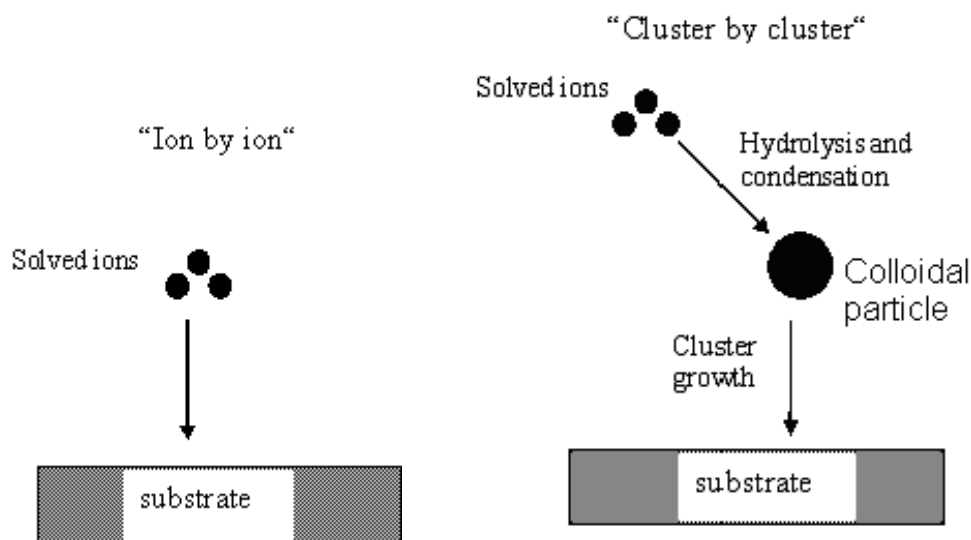 “Ion by ion“
Solved ions
substrate
“Cluster by cluster“
Solved ions
Hydrolysis and
condensation
Colloidal
particle
Cluster
growth
substrate